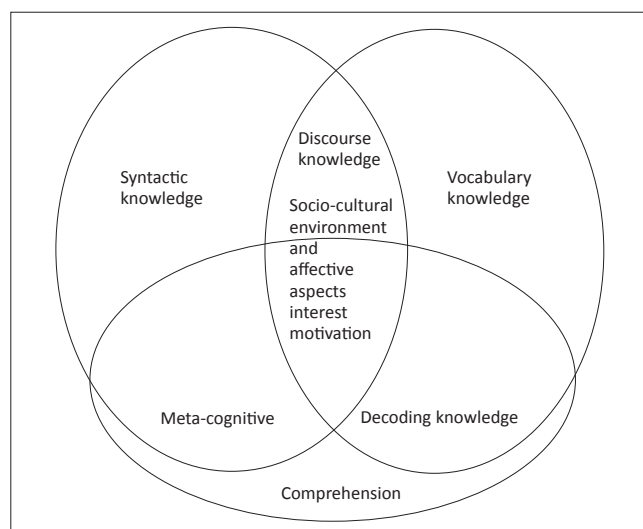 Discourse
knowledge
Syntactic
knowledge
Vocabulary
knowledge
Socio-cultural
environment
and
affective
aspects
interest
motivation
Meta-cognitive
Decoding knowledge
Comprehension